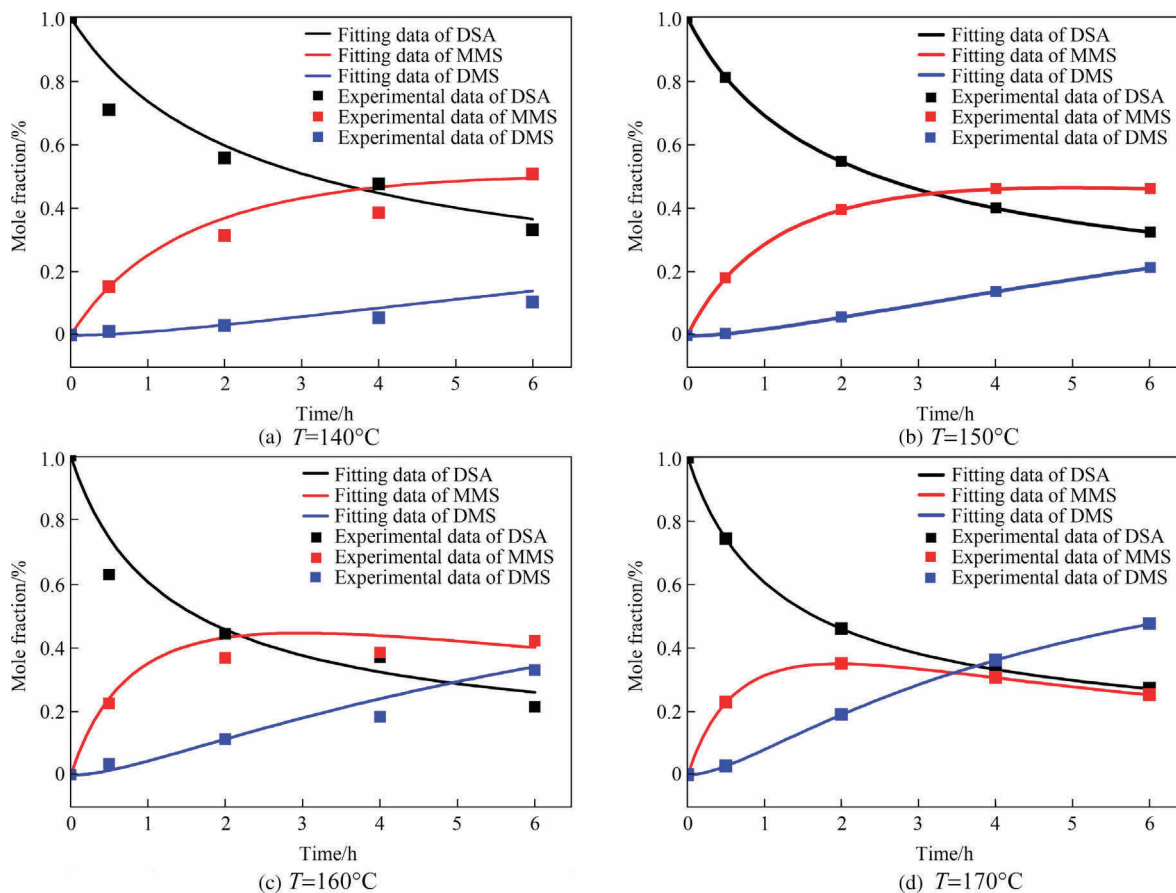 1.0
0.8
0.6
0.4
0.2
0
Mole fraction/%
Fitting data of DSA
Fitting data of MMS
Fitting data of DMS
Experimental data of DSA
Experimental data of MMS
Experimental data of DMS
0 1 2 3 4 5 6
Time/h
(a) T=140°C
1.0
0.8
0.6
0.4
0.2
0
Mole fraction/%
Fitting data of DSA
Fitting data of MMS
Fitting data of DMS
Experimental data of DSA
Experimental data of MMS
Experimental data of DMS
0 1 2 3 4 5 6
Time/h
(b) T=150°C
1.0
0.8
0.6
0.4
0.2
0
Mole fraction/%
Fitting data of DSA
Fitting data of MMS
Fitting data of DMS
Experimental data of DSA
Experimental data of MMS
Experimental data of DMS
0 1 2 3 4 5 6
Time/h
(c) T=160°C
1.0
0.8
0.6
0.4
0.2
0
Mole fraction/%
Fitting data of DSA
Fitting data of MMS
Fitting data of DMS
Experimental data of DSA
Experimental data of MMS
Experimental data of DMS
0 1 2 3 4 5 6
Time/h
(d) T=170°C